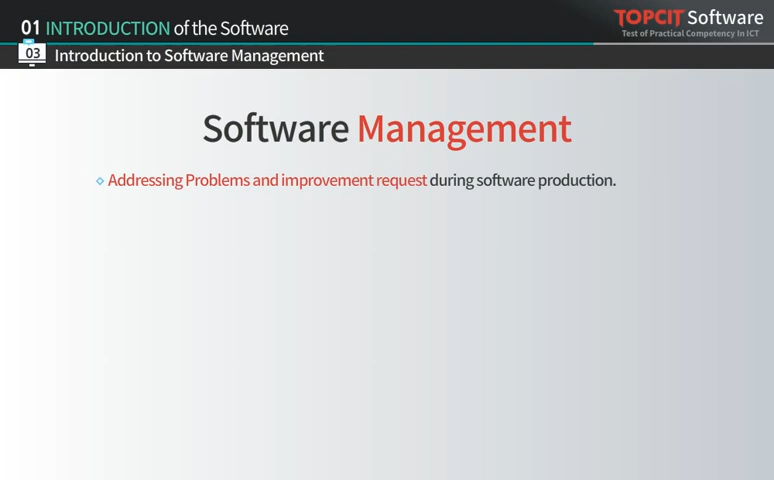 01 INTRODUCTION of the Software
TOPCIT Software
Test of Practical Competency In ICT
03 Introduction to Software Management
Software Management
Addressing Problems and improvement request during software production.